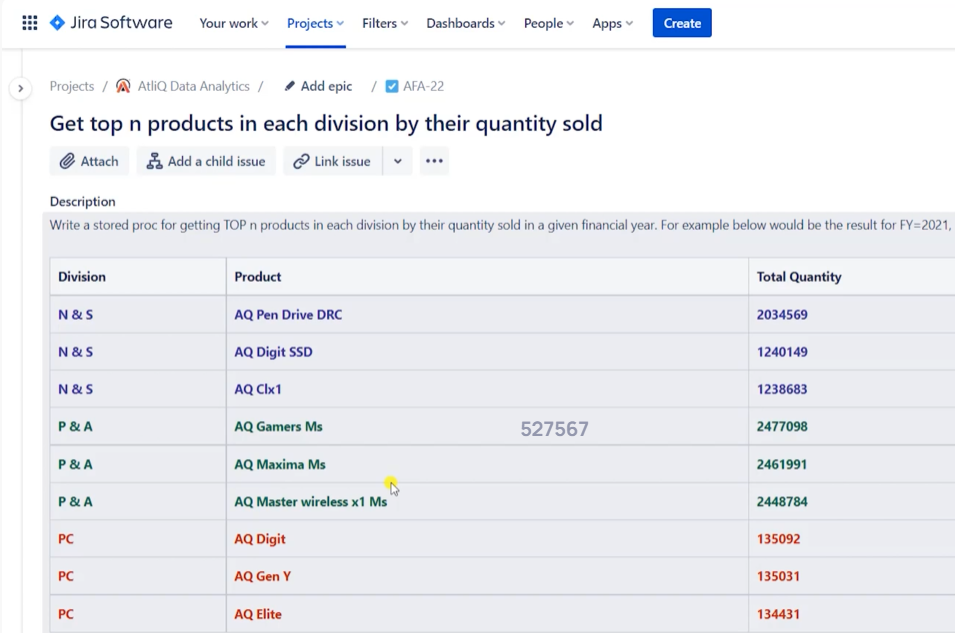 Jira Software Your work Projects Filters Dashboards People Apps Create
Projects / AtliQ Data Analytics / Add epic / AFA-22
Get top n products in each division by their quantity sold
Attach Add a child issue Link issue
Description
Write a stored proc for getting TOP n products in each division by their quantity sold in a given financial year. For example below would be the result for FY=2021,
Division Product Total Quantity
N & S AQ Pen Drive DRC 2034569
N & S AQ Digit SSD 1240149
N & S AQ Clx1 1238683
P & A AQ Gamers Ms 2477098
527567
P & A AQ Maxima Ms 2461991
P & A AQ Master wireless x1 Ms 2448784
PC AQ Digit 135092
PC AQ Gen Y 135031
PC AQ Elite 134431